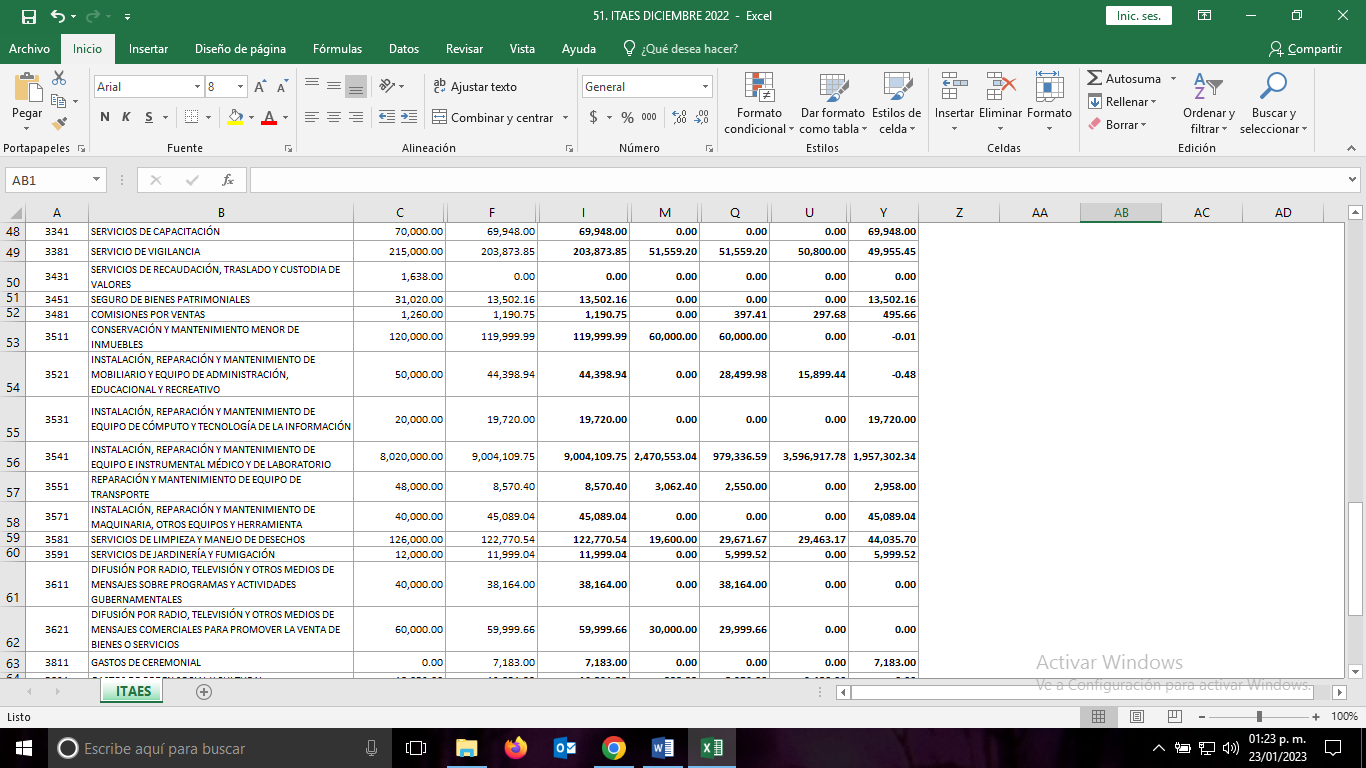 51. ITAES DICIEMBRE 2022 - Excel
Inic. ses.
Archivo Inicio Insertar Diseño de página Fórmulas Datos Revisar Vista Ayuda ¿Qué desea hacer? Compartir
Pegar
Arial 8
N K S
Ajustar texto
Combinar y centrar
General
$ % 000
Formato condicional
Dar formato como tabla
Estilos de celda
Insertar Eliminar Formato
Autosuma
Rellenar
Borrar
Ordenar y filtrar
Buscar y seleccionar
Portapapeles Fuente Alineación Número Estilos Celdas Edición
AB1 fx
A B C F I M Q U Y Z AA AB AC AD
48 3341 SERVICIOS DE CAPACITACIÓN 70,000.00 69,948.00 69,948.00 0.00 0.00 0.00 69,948.00
49 3381 SERVICIO DE VIGILANCIA 215,000.00 203,873.85 203,873.85 51,559.20 51,559.20 50,800.00 49,955.45
50 3431 SERVICIOS DE RECAUDACIÓN, TRASLADO Y CUSTODIA DE
VALORES 1,638.00 0.00 0.00 0.00 0.00 0.00 0.00
51 3451 SEGURO DE BIENES PATRIMONIALES 31,020.00 13,502.16 13,502.16 0.00 0.00 0.00 13,502.16
52 3481 COMISIONES POR VENTAS 1,260.00 1,190.75 1,190.75 0.00 397.41 297.68 495.66
53 3511 CONSERVACIÓN Y MANTENIMIENTO MENOR DE
INMUEBLES 120,000.00 119,999.99 119,999.99 60,000.00 60,000.00 0.00 -0.01
54 3521 INSTALACIÓN, REPARACIÓN Y MANTENIMIENTO DE
MOBILIARIO Y EQUIPO DE ADMINISTRACIÓN,
EDUCACIONAL Y RECREATIVO 50,000.00 44,398.94 44,398.94 0.00 28,499.98 15,899.44 -0.48
55 3531 INSTALACIÓN, REPARACIÓN Y MANTENIMIENTO DE
EQUIPO DE CÓMPUTO Y TECNOLOGÍA DE LA INFORMACIÓN 20,000.00 19,720.00 19,720.00 0.00 0.00 0.00 19,720.00
56 3541 INSTALACIÓN, REPARACIÓN Y MANTENIMIENTO DE
EQUIPO E INSTRUMENTAL MÉDICO Y DE LABORATORIO 8,020,000.00 9,004,109.75 9,004,109.75 2,470,553.04 979,336.59 3,596,917.78 1,957,302.34
57 3551 REPARACIÓN Y MANTENIMIENTO DE EQUIPO DE
TRANSPORTE 48,000.00 8,570.40 8,570.40 3,062.40 2,550.00 0.00 2,958.00
58 3571 INSTALACIÓN, REPARACIÓN Y MANTENIMIENTO DE
MAQUINARIA, OTROS EQUIPOS Y HERRAMIENTA 40,000.00 45,089.04 45,089.04 0.00 0.00 0.00 45,089.04
59 3581 SERVICIOS DE LIMPIEZA Y MANEJO DE DESECHOS 126,000.00 122,770.54 122,770.54 19,600.00 29,671.67 29,463.17 44,035.70
60 3591 SERVICIOS DE JARDINERÍA Y FUMIGACIÓN 12,000.00 11,999.04 11,999.04 0.00 5,999.52 0.00 5,999.52
61 3611 DIFUSIÓN POR RADIO, TELEVISIÓN Y OTROS MEDIOS DE
MENSAJES SOBRE PROGRAMAS Y ACTIVIDADES
GUBERNAMENTALES 40,000.00 38,164.00 38,164.00 0.00 38,164.00 0.00 0.00
62 3621 DIFUSIÓN POR RADIO, TELEVISIÓN Y OTROS MEDIOS DE
MENSAJES COMERCIALES PARA PROMOVER LA VENTA DE
BIENES O SERVICIOS 60,000.00 59,999.66 59,999.66 30,000.00 29,999.66 0.00 0.00
63 3811 GASTOS DE CEREMONIAL 0.00 7,183.00 7,183.00 0.00 0.00 0.00 7,183.00
Activar Windows
Ve a Configuración para activar Windows.
ITAES
Listo 100%
Escribe aquí para buscar
01:23 p. m.
23/01/2023